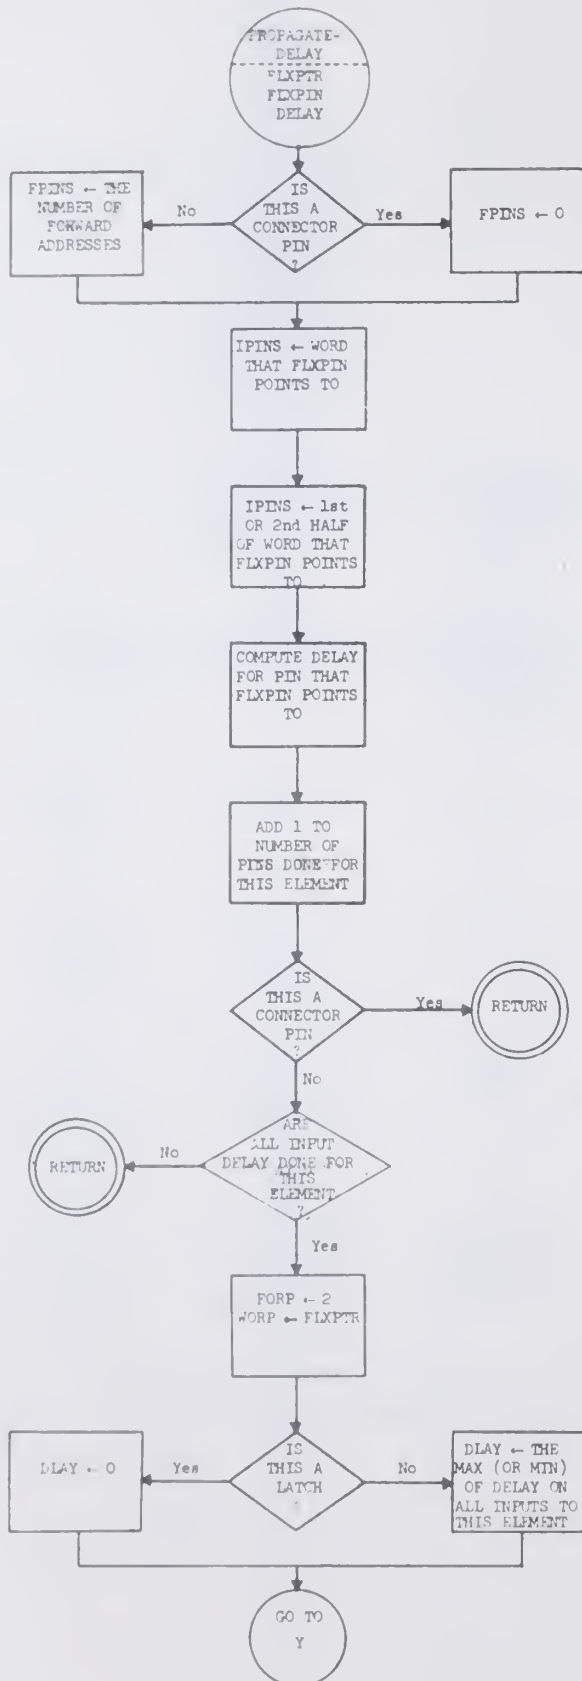 PROPAGATE-
DELAY
FLXPTR
FLXPIN
DELAY
IS
THIS A
CONNECTOR
PIN
?
No
Yes
FPINS ← THE
NUMBER OF
FORWARD
ADDRESSES
FPINS ← 0
IPINS ← WORD
THAT FLXPIN
POINTS TO
IPINS ← 1st
OR 2nd HALF
OF WORD THAT
FLXPIN POINTS
TO
COMPUTE DELAY
FOR PIN THAT
FLXPIN POINTS
TO
ADD 1 TO
NUMBER OF
PINS DONE FOR
THIS ELEMENT
IS
THIS A
CONNECTOR
PIN
?
Yes
RETURN
No
ARE
ALL INPUT
DELAY DONE FOR
THIS
ELEMENT
?
No
RETURN
Yes
FORP ← 2
WORP ← FLXPTR
IS
THIS A
LATCH
?
Yes
No
DLAY ← 0
DLAY ← THE
MAX (OR MIN)
OF DELAY ON
ALL INPUTS TO
THIS ELEMENT
GO TO
Y